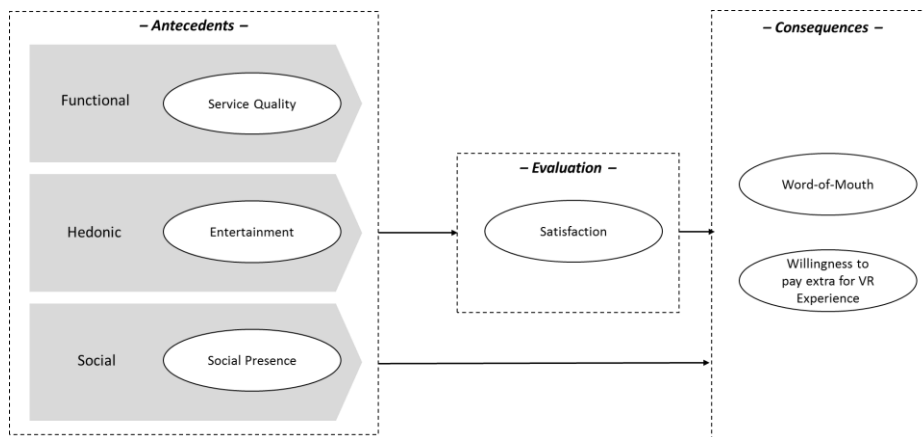 – Antecedents –
Functional
Service Quality
Hedonic
Entertainment
Social
Social Presence
– Evaluation –
Satisfaction
– Consequences –
Word-of-Mouth
Willingness to
pay extra for VR
Experience